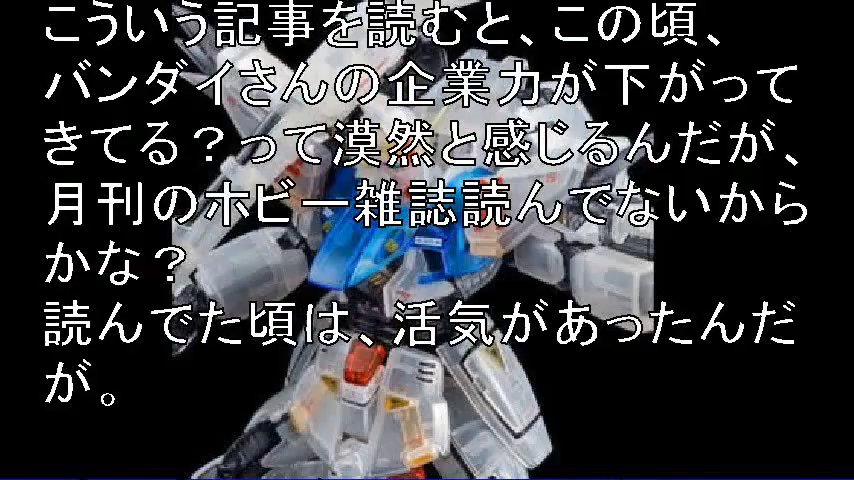 こういう記事を読むと、この頃、
バンダイさんの企業力が下がって
きてる？って漠然と感じるんだが、
月刊のホビー雑誌読んでないから
かな？
読んでた頃は、活気があったんだ
が。